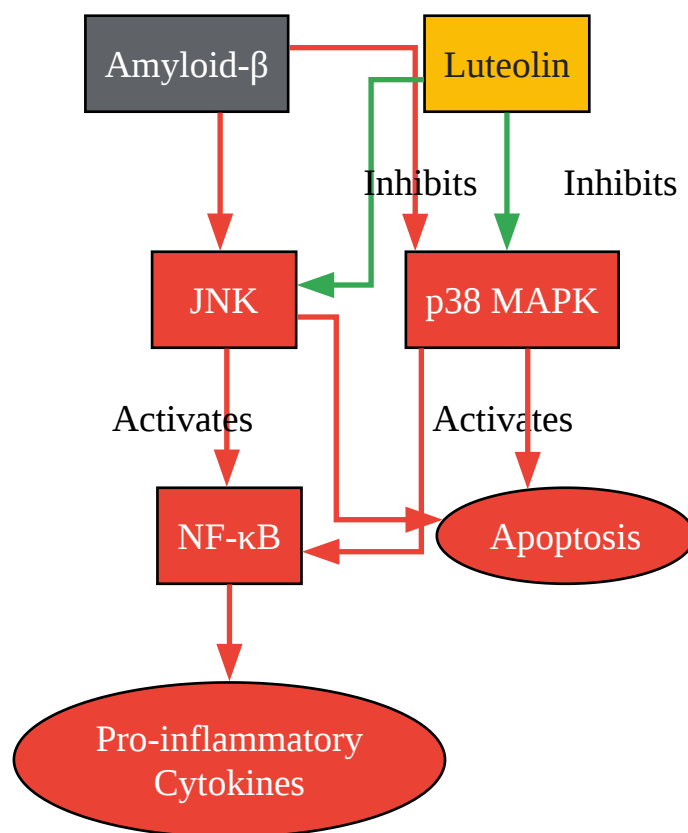 Amyloid-β
Luteolin
Inhibits
Inhibits
JNK
p38 MAPK
Activates
Activates
NF-κB
Apoptosis
Pro-inflammatory
Cytokines